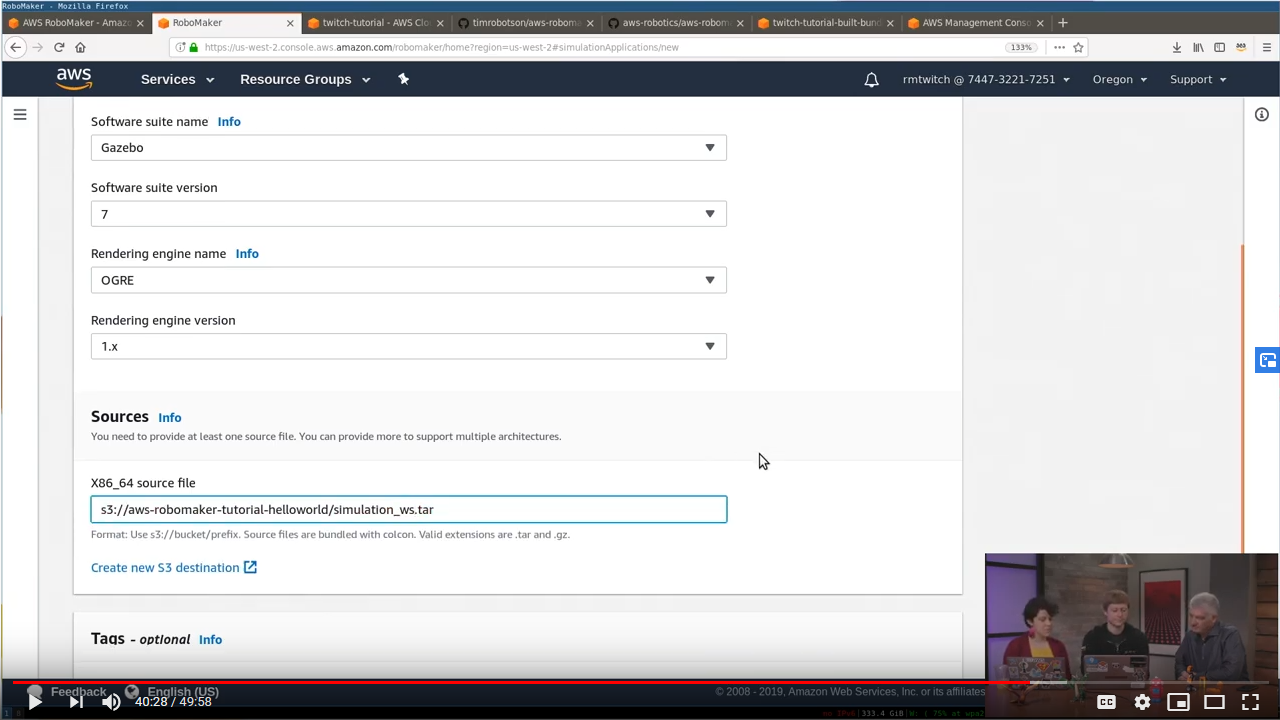 RoboMaker - Mozilla Firefox
AWS RoboMaker - Amaz
RoboMaker
twitch-tutorial - AWS Clo
timrobotson/aws-robom
aws-robotics/aws-robom
twitch-tutorial-built-bund
AWS Management Conso
https://us-west-2.console.aws.amazon.com/robomaker/home?region=us-west-2#simulationApplications/new
133%
aws
Services
Resource Groups
rmtwitch @ 7447-3221-7251
Oregon
Support
Software suite name Info
Gazebo
Software suite version
7
Rendering engine name Info
OGRE
Rendering engine version
1.x
Sources Info
You need to provide at least one source file. You can provide more to support multiple architectures.
X86_64 source file
s3://aws-robomaker-tutorial-helloworld/simulation_ws.tar
Format: Use s3://bucket/prefix. Source files are bundled with colcon. Valid extensions are .tar and .gz.
Create new S3 destination
Tags - optional Info
Feedback
English (US)
© 2008 - 2019, Amazon Web Services, Inc. or its affiliates
40:28 / 49:58
CC